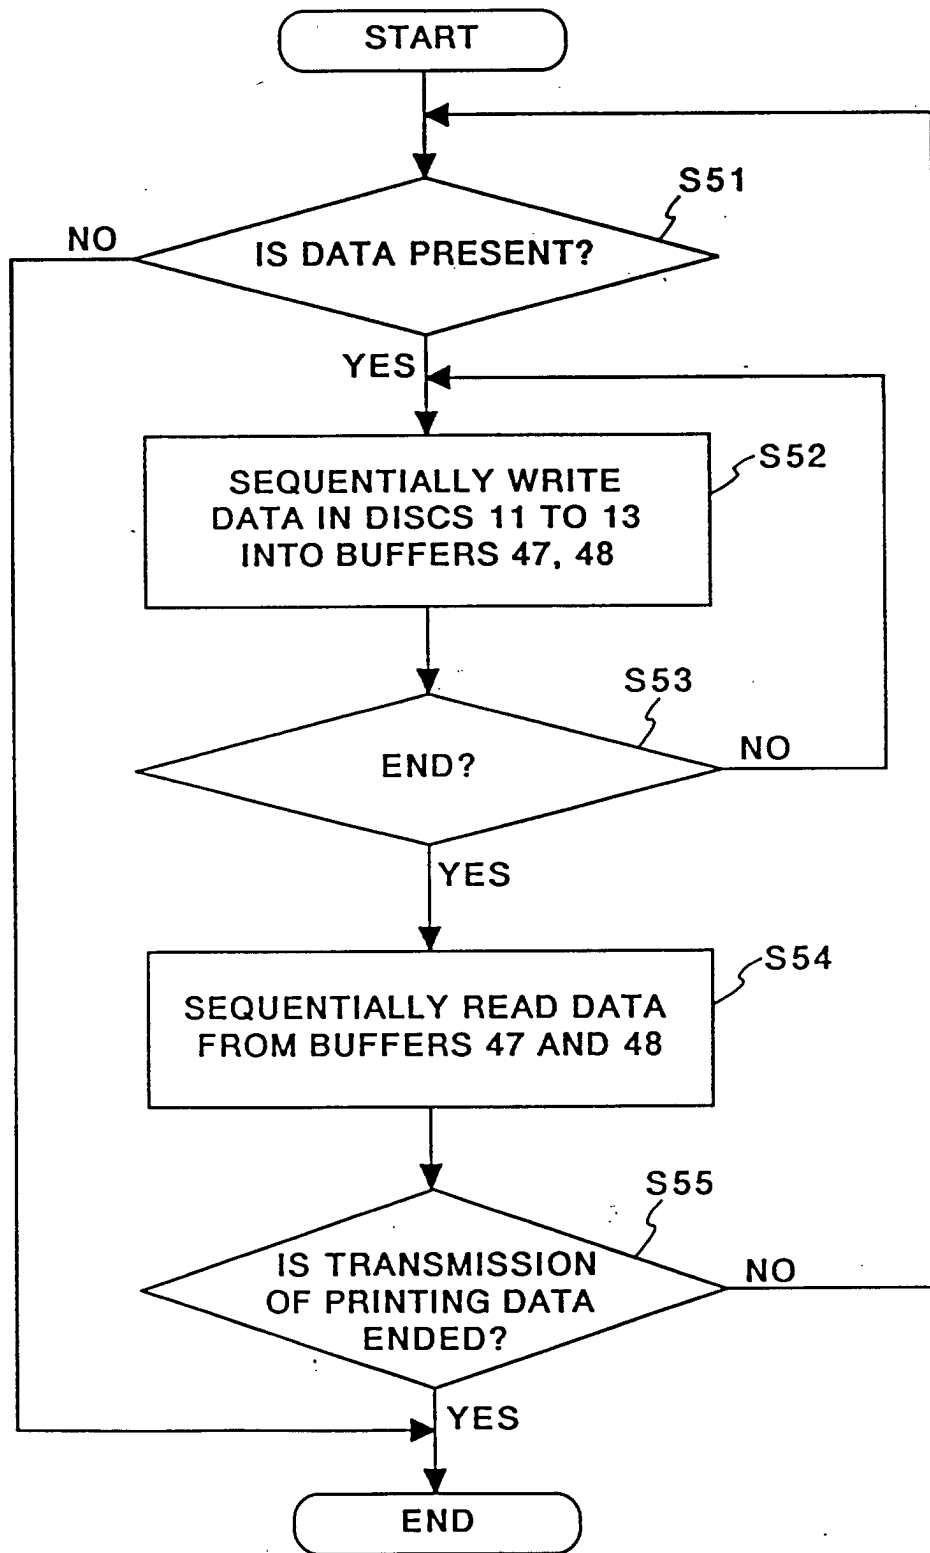 START
S51
NO
IS DATA PRESENT?
YES
S52
SEQUENTIALLY WRITE
DATA IN DISCS 11 TO 13
INTO BUFFERS 47, 48
S53
END?
NO
YES
S54
SEQUENTIALLY READ DATA
FROM BUFFERS 47 AND 48
S55
IS TRANSMISSION
OF PRINTING DATA
ENDED?
NO
YES
END